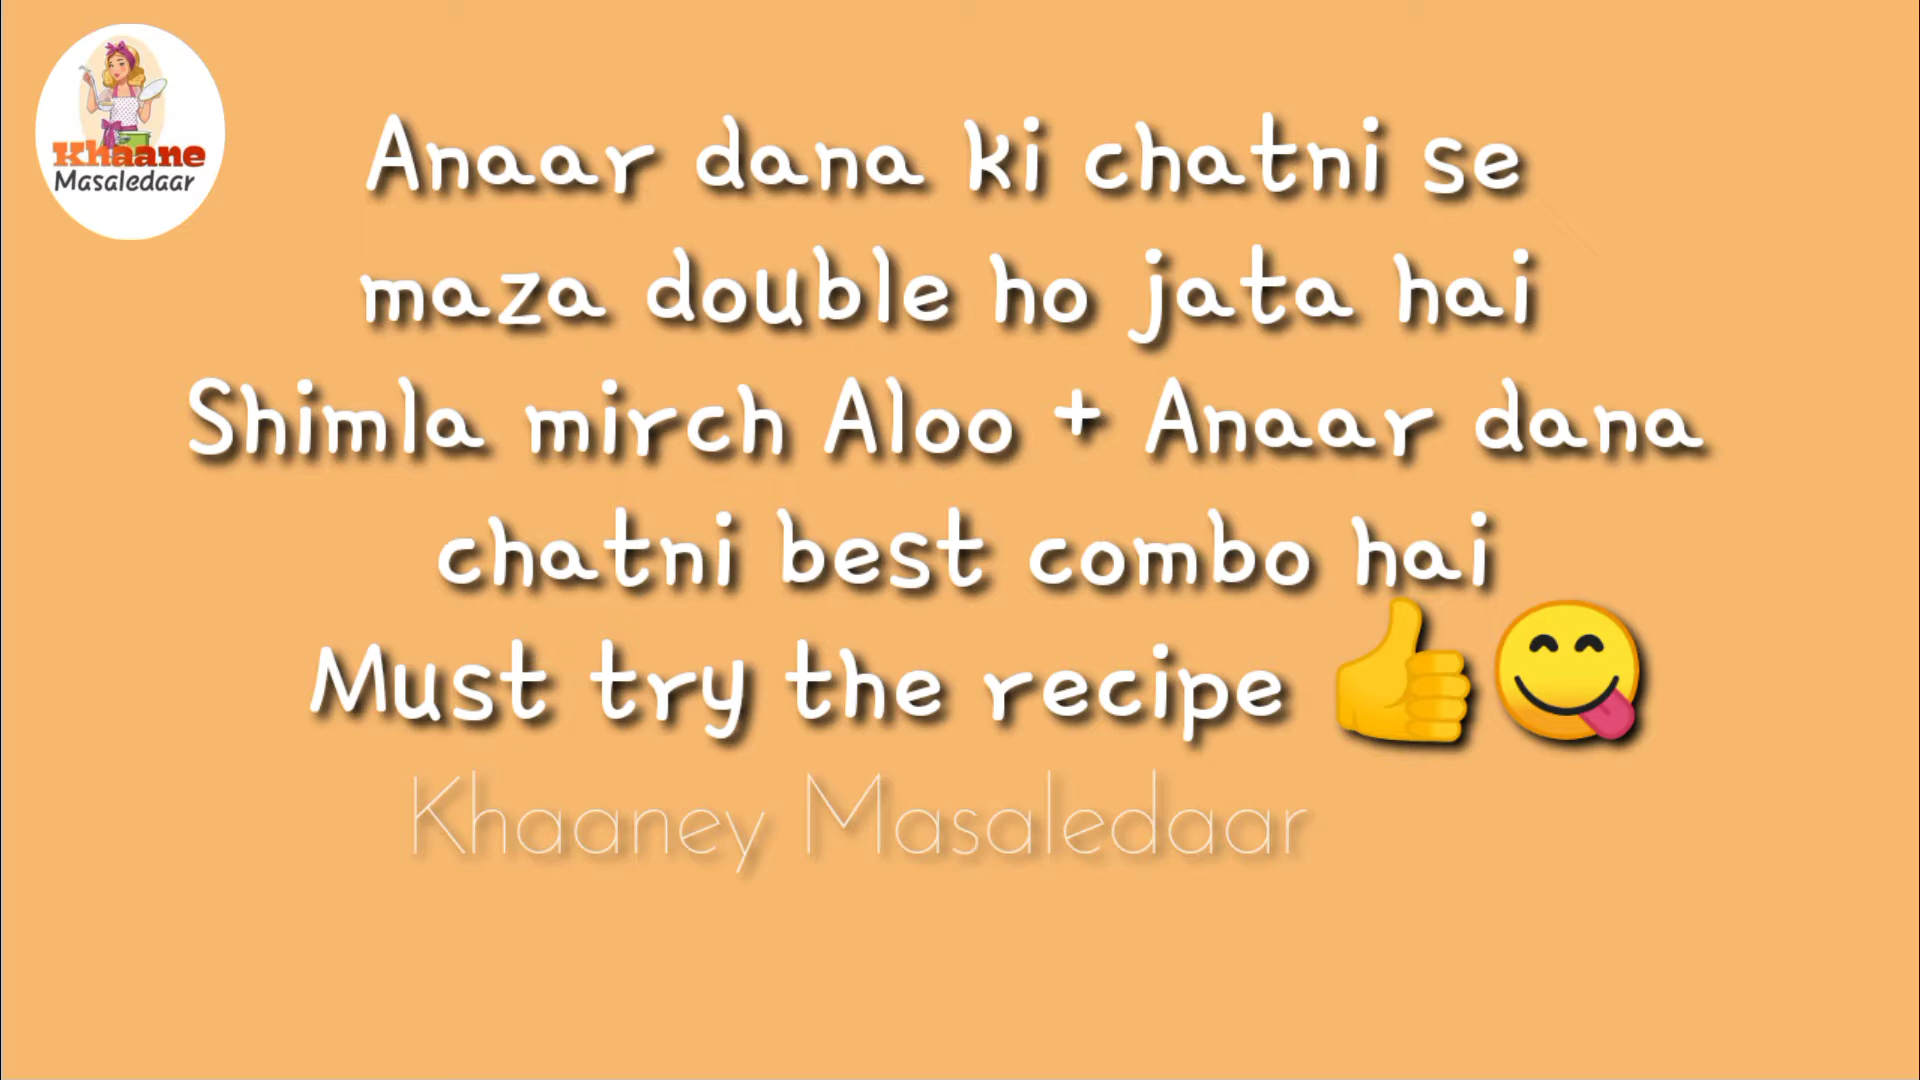 Khaane
Masaledaar
Anaar dana ki chatni se
maza double ho jata hai
Shimla mirch Aloo + Anaar dana
chatni best combo hai
Must try the recipe 👍😋
Khaaney Masaledaar